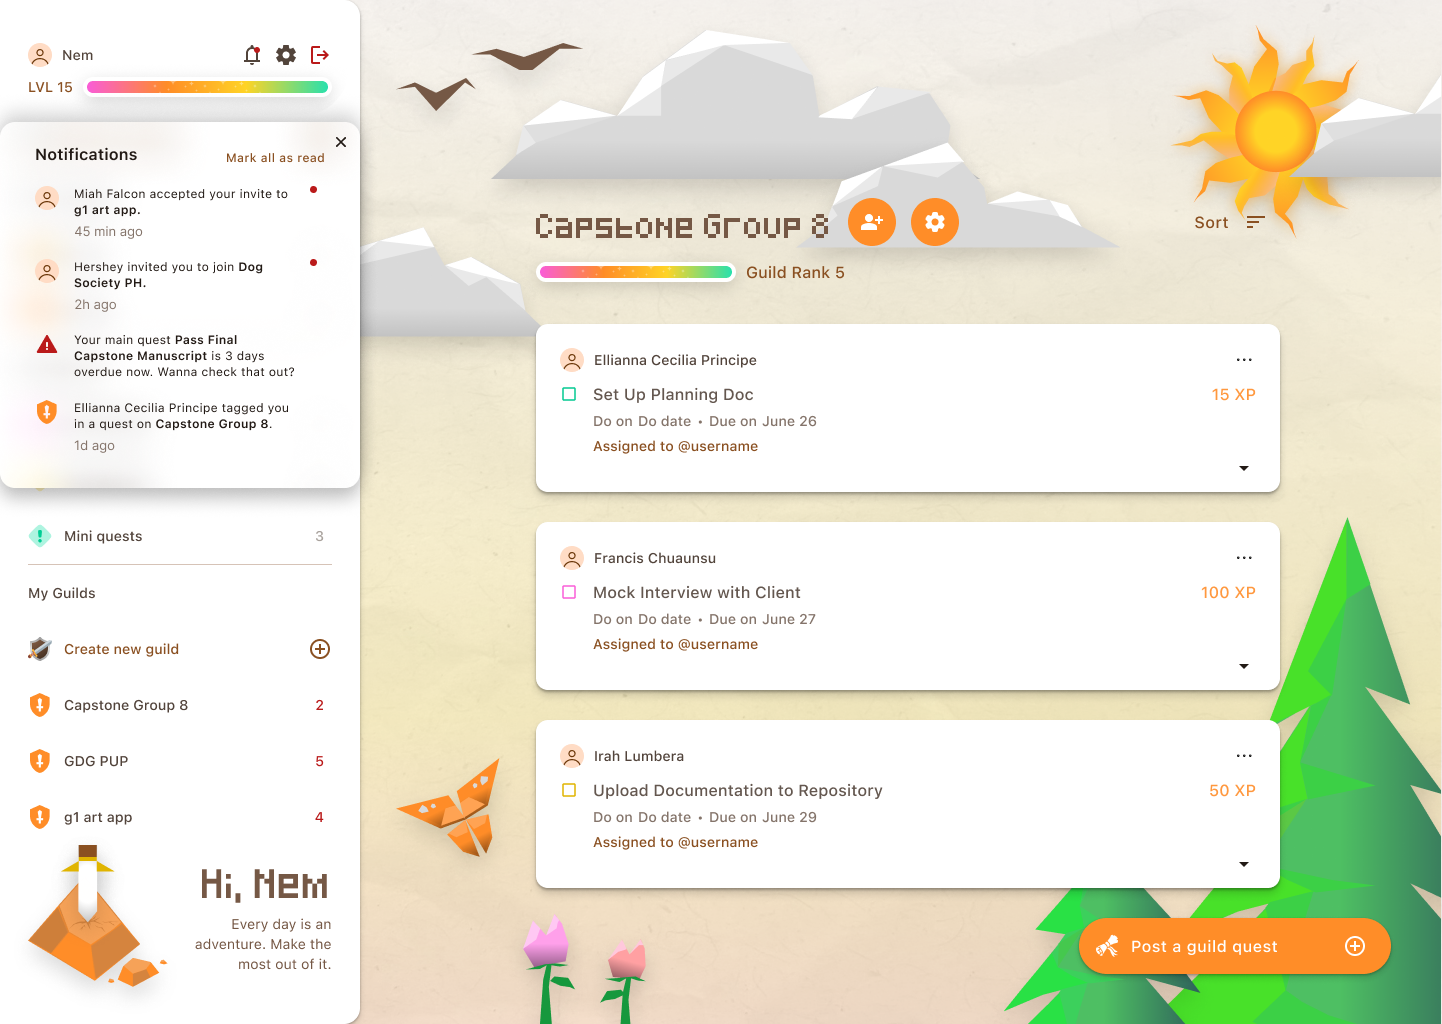 Nem
LVL 15
Notifications
Mark all as read
Miah Falcon accepted your invite to
g1 art app.
45 min ago
Hershey invited you to join Dog
Society PH.
2h ago
Your main quest Pass Final
Capstone Manuscript is 3 days
overdue now. Wanna check that out?
Ellianna Cecilia Principe tagged you
in a quest on Capstone Group 8.
1d ago
Mini quests 3
My Guilds
Create new guild
Capstone Group 8 2
GDG PUP 5
g1 art app 4
Hi, Nem
Every day is an
adventure. Make the
most out of it.
Capstone Group 8
Sort
Guild Rank 5
Ellianna Cecilia Principe
Set Up Planning Doc 15 XP
Do on Do date • Due on June 26
Assigned to @username
Francis Chuaunsu
Mock Interview with Client 100 XP
Do on Do date • Due on June 27
Assigned to @username
Irah Lumbera
Upload Documentation to Repository 50 XP
Do on Do date • Due on June 29
Assigned to @username
Post a guild quest